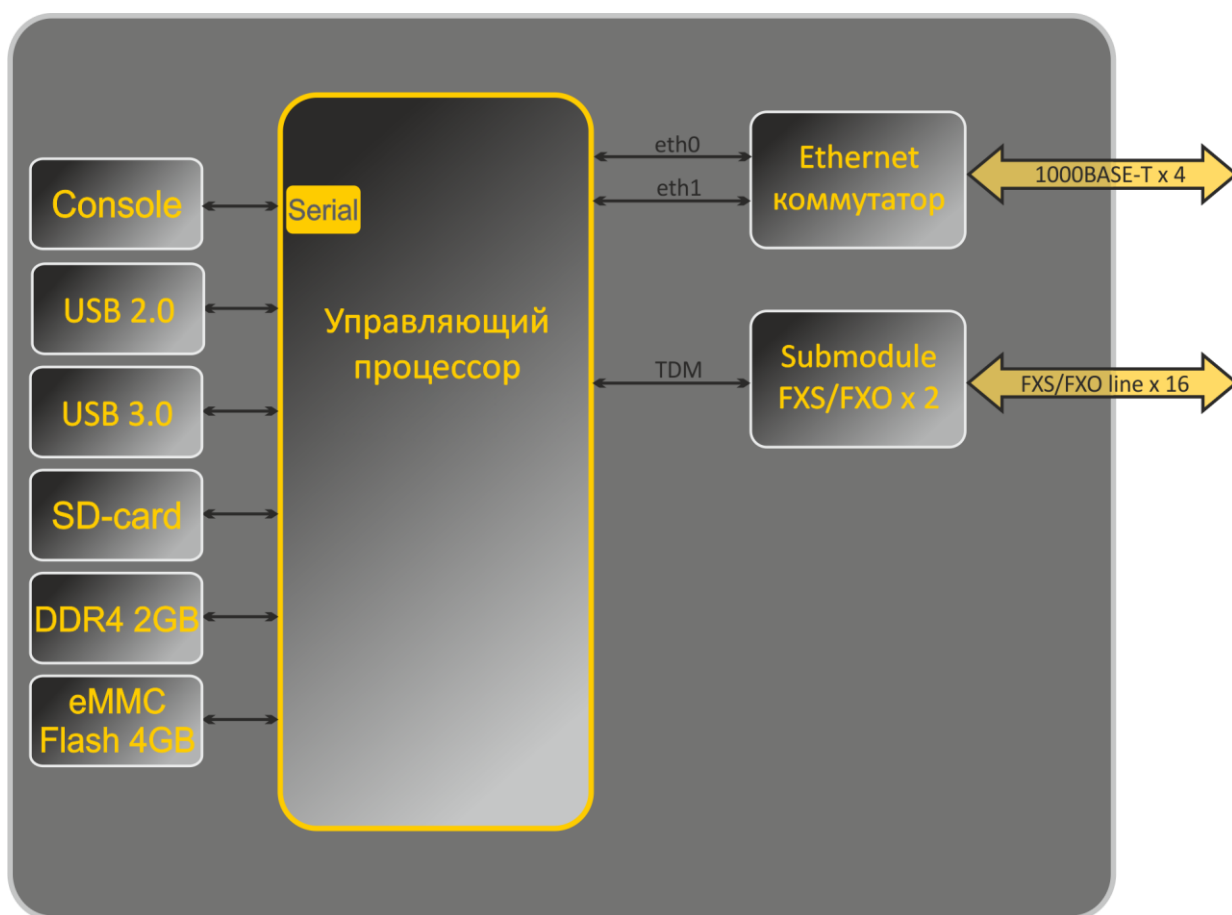 Console
Serial
USB 2.0
USB 3.0
SD-card
DDR4 2GB
eMMC
Flash 4GB
Управляющий
процессор
eth0
eth1
TDM
Ethernet
коммутатор
1000BASE-T x 4
Submodule
FXS/FXO x 2
FXS/FXO line x 16